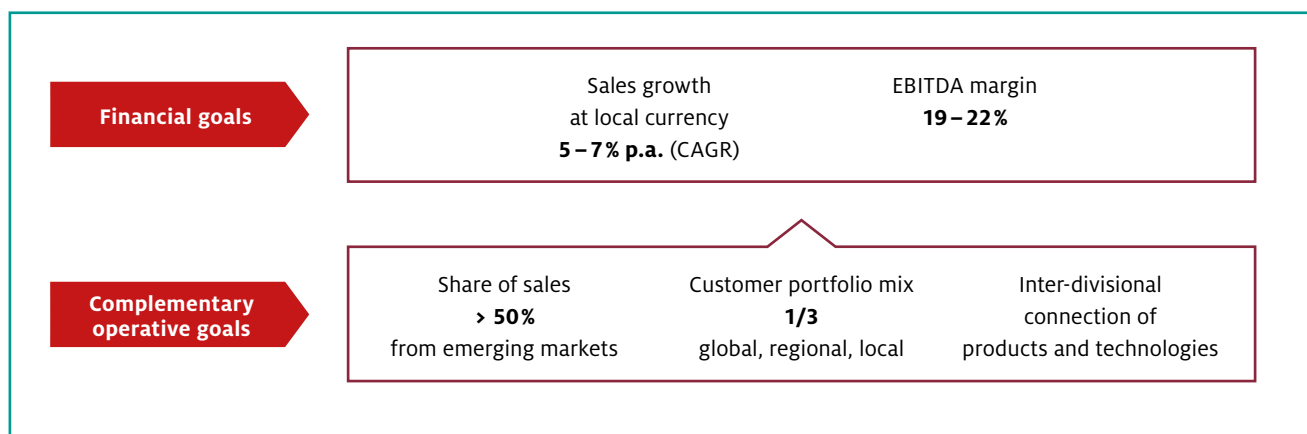 Financial goals
Sales growth
at local currency
5 – 7 % p.a. (CAGR)
EBITDA margin
19 – 22 %
Complementary
operative goals
Share of sales
> 50 %
from emerging markets
Customer portfolio mix
1/3
global, regional, local
Inter-divisional
connection of
products and technologies